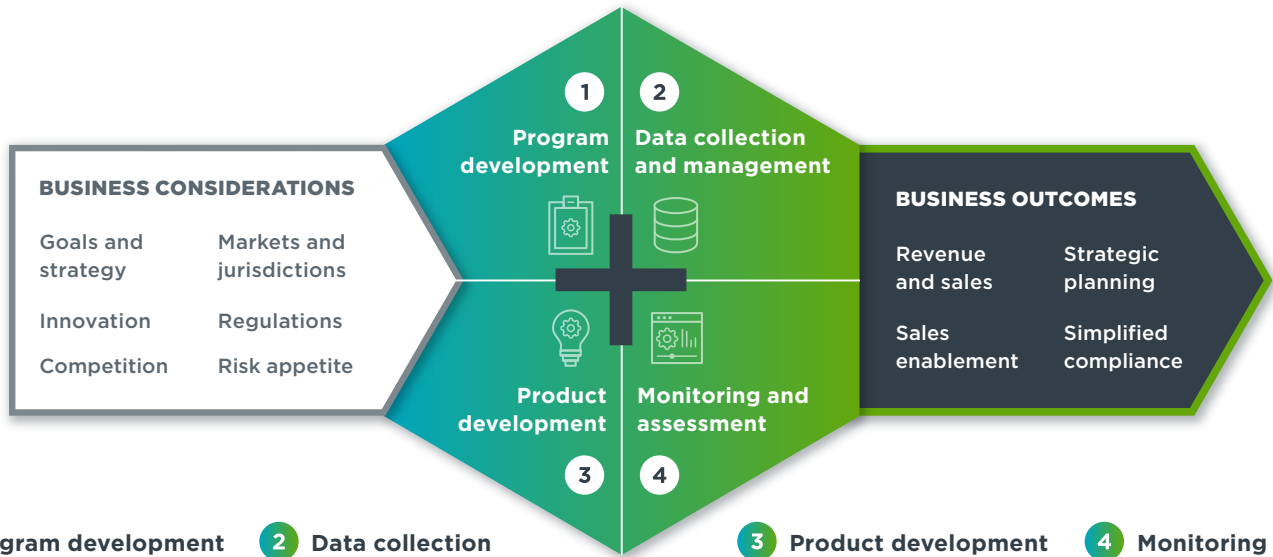 1
Program
development
2
Data collection
and management
BUSINESS CONSIDERATIONS
Goals and
strategy
Markets and
jurisdictions
Innovation
Regulations
Competition
Risk appetite
BUSINESS OUTCOMES
Revenue
and sales
Strategic
planning
Sales
enablement
Simplified
compliance
Product
development
3
Monitoring and
assessment
4
gram development
2 Data collection
3 Product development
4 Monitoring